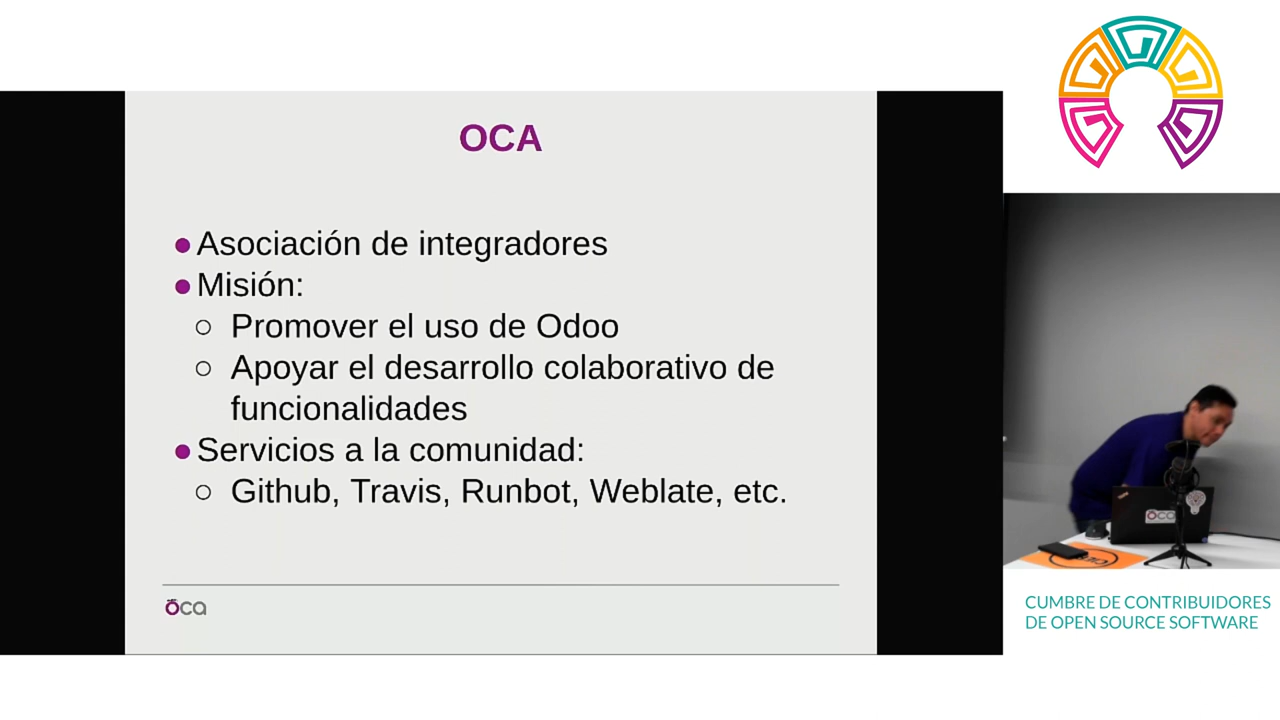 OCA
Asociación de integradores
Misión:
Promover el uso de Odoo
Apoyar el desarrollo colaborativo de
funcionalidades
Servicios a la comunidad:
Github, Travis, Runbot, Weblate, etc.
oca
oca
CUMBRE DE CONTRIBUIDORES
DE OPEN SOURCE SOFTWARE